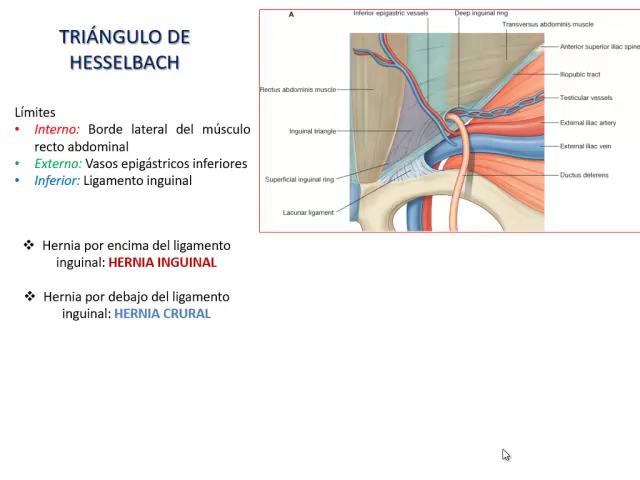 TRIÁNGULO DE
HESSELBACH
Límites
• Interno: Borde lateral del músculo
recto abdominal
• Externo: Vasos epigástricos inferiores
• Inferior: Ligamento inguinal
❖ Hernia por encima del ligamento
inguinal: HERNIA INGUINAL
❖ Hernia por debajo del ligamento
inguinal: HERNIA CRURAL
A
Inferior epigastric vessels
Deep inguinal ring
Transversus abdominis muscle
Anterior superior iliac spine
Iliopubic tract
Rectus abdominis muscle
Testicular vessels
External iliac artery
Inguinal triangle
External iliac vein
Superficial inguinal ring
Ductus deferens
Lacunar ligament